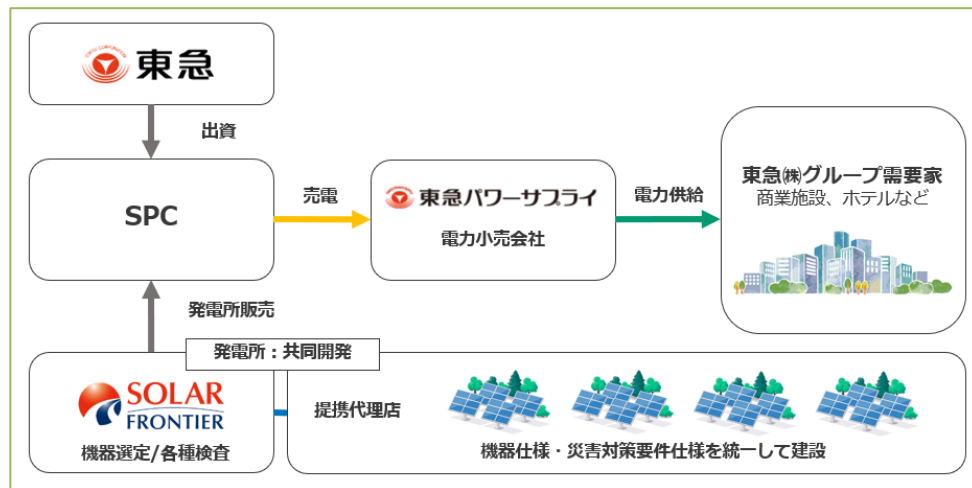 東急
出資
SPC
売電
東急パワーサプライ
電力小売会社
電力供給
東急㈱グループ需要家
商業施設、ホテルなど
発電所販売
発電所：共同開発
SOLAR
FRONTIER
機器選定/各種検査
提携代理店
機器仕様・災害対策要件仕様を統一して建設